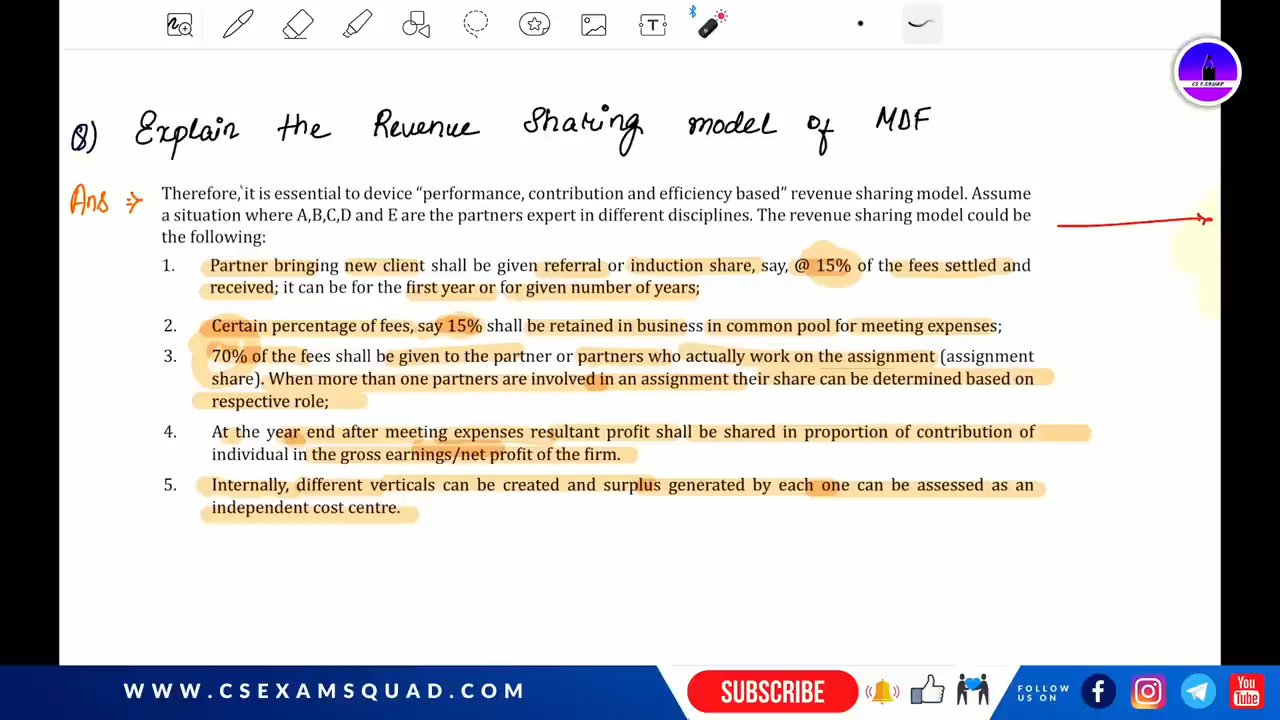 CS E.SQUAD
Q) Explain the Revenue Sharing model of MDF
Ans ⇒ Therefore, it is essential to device “performance, contribution and efficiency based” revenue sharing model. Assume
a situation where A,B,C,D and E are the partners expert in different disciplines. The revenue sharing model could be
the following:
1. Partner bringing new client shall be given referral or induction share, say, @ 15% of the fees settled and
received; it can be for the first year or for given number of years;
2. Certain percentage of fees, say 15% shall be retained in business in common pool for meeting expenses;
3. 70% of the fees shall be given to the partner or partners who actually work on the assignment (assignment
share). When more than one partners are involved in an assignment their share can be determined based on
respective role;
4. At the year end after meeting expenses resultant profit shall be shared in proportion of contribution of
individual in the gross earnings/net profit of the firm.
5. Internally, different verticals can be created and surplus generated by each one can be assessed as an
independent cost centre.
WWW.CSEXAMSQUAD.COM
SUBSCRIBE
FOLLOW
US ON
You
Tube